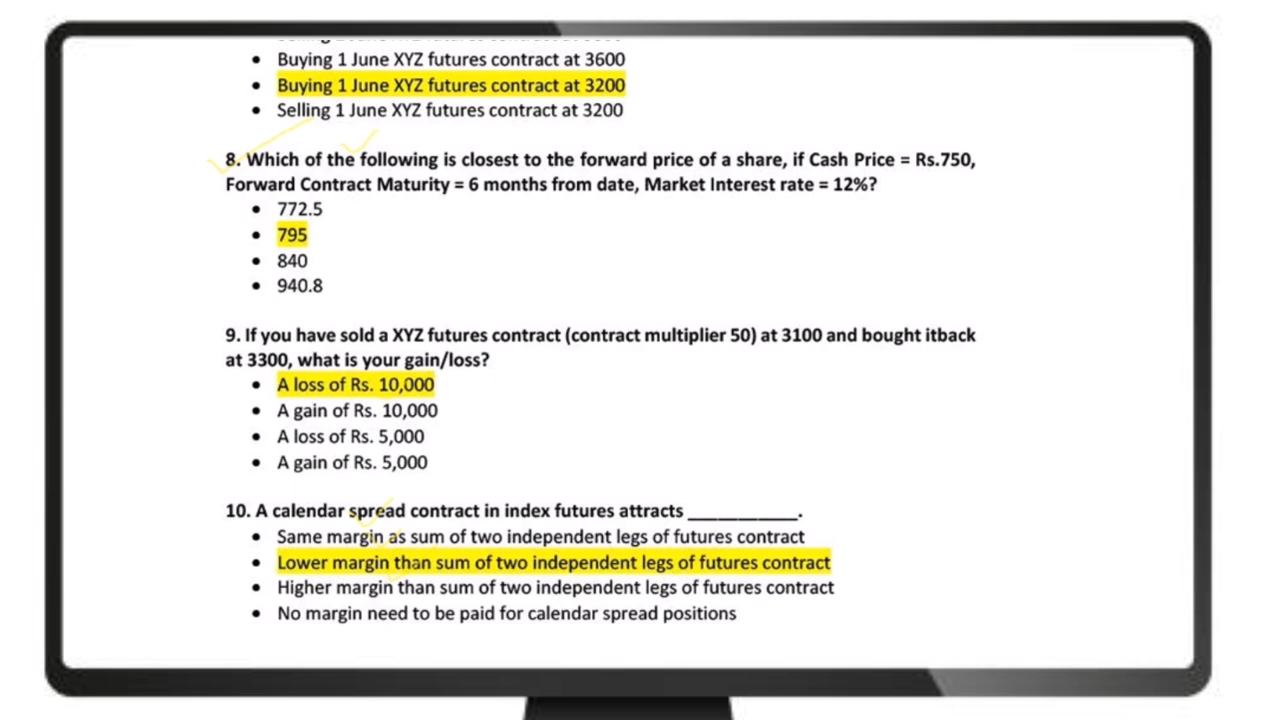 • Buying 1 June XYZ futures contract at 3600
• Buying 1 June XYZ futures contract at 3200
• Selling 1 June XYZ futures contract at 3200
8. Which of the following is closest to the forward price of a share, if Cash Price = Rs.750,
Forward Contract Maturity = 6 months from date, Market Interest rate = 12%?
• 772.5
• 795
• 840
• 940.8
9. If you have sold a XYZ futures contract (contract multiplier 50) at 3100 and bought itback
at 3300, what is your gain/loss?
• A loss of Rs. 10,000
• A gain of Rs. 10,000
• A loss of Rs. 5,000
• A gain of Rs. 5,000
10. A calendar spread contract in index futures attracts ____________.
• Same margin as sum of two independent legs of futures contract
• Lower margin than sum of two independent legs of futures contract
• Higher margin than sum of two independent legs of futures contract
• No margin need to be paid for calendar spread positions